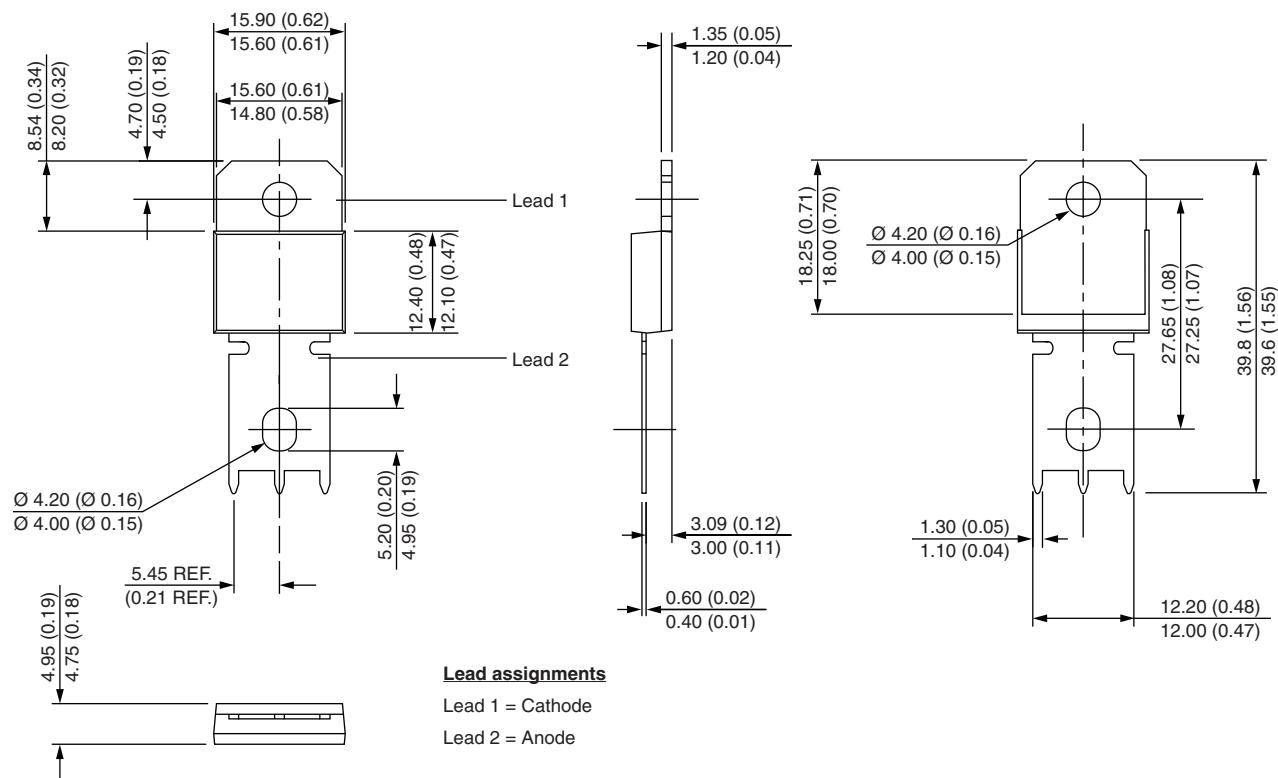 15.90 (0.62)
15.60 (0.61)
1.35 (0.05)
1.20 (0.04)
8.54 (0.34)
8.20 (0.32)
4.70 (0.19)
4.50 (0.18)
15.60 (0.61)
14.80 (0.58)
Lead 1
12.40 (0.48)
12.10 (0.47)
Lead 2
18.25 (0.71)
18.00 (0.70)
Ø 4.20 (Ø 0.16)
Ø 4.00 (Ø 0.15)
27.65 (1.08)
27.25 (1.07)
39.8 (1.56)
39.6 (1.55)
Ø 4.20 (Ø 0.16)
Ø 4.00 (Ø 0.15)
5.20 (0.20)
4.95 (0.19)
3.09 (0.12)
3.00 (0.11)
1.30 (0.05)
1.10 (0.04)
5.45 REF.
(0.21 REF.)
0.60 (0.02)
0.40 (0.01)
12.20 (0.48)
12.00 (0.47)
4.95 (0.19)
4.75 (0.18)
Lead assignments
Lead 1 = Cathode
Lead 2 = Anode